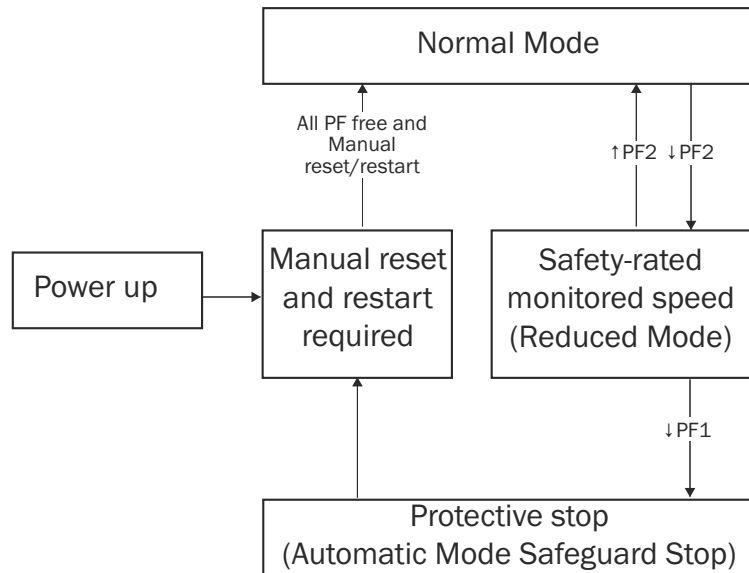 Normal Mode
All PF free and
Manual
reset/restart
↑PF2 ↓PF2
Power up
Manual reset
and restart
required
Safety-rated
monitored speed
(Reduced Mode)
↓PF1
Protective stop
(Automatic Mode Safeguard Stop)